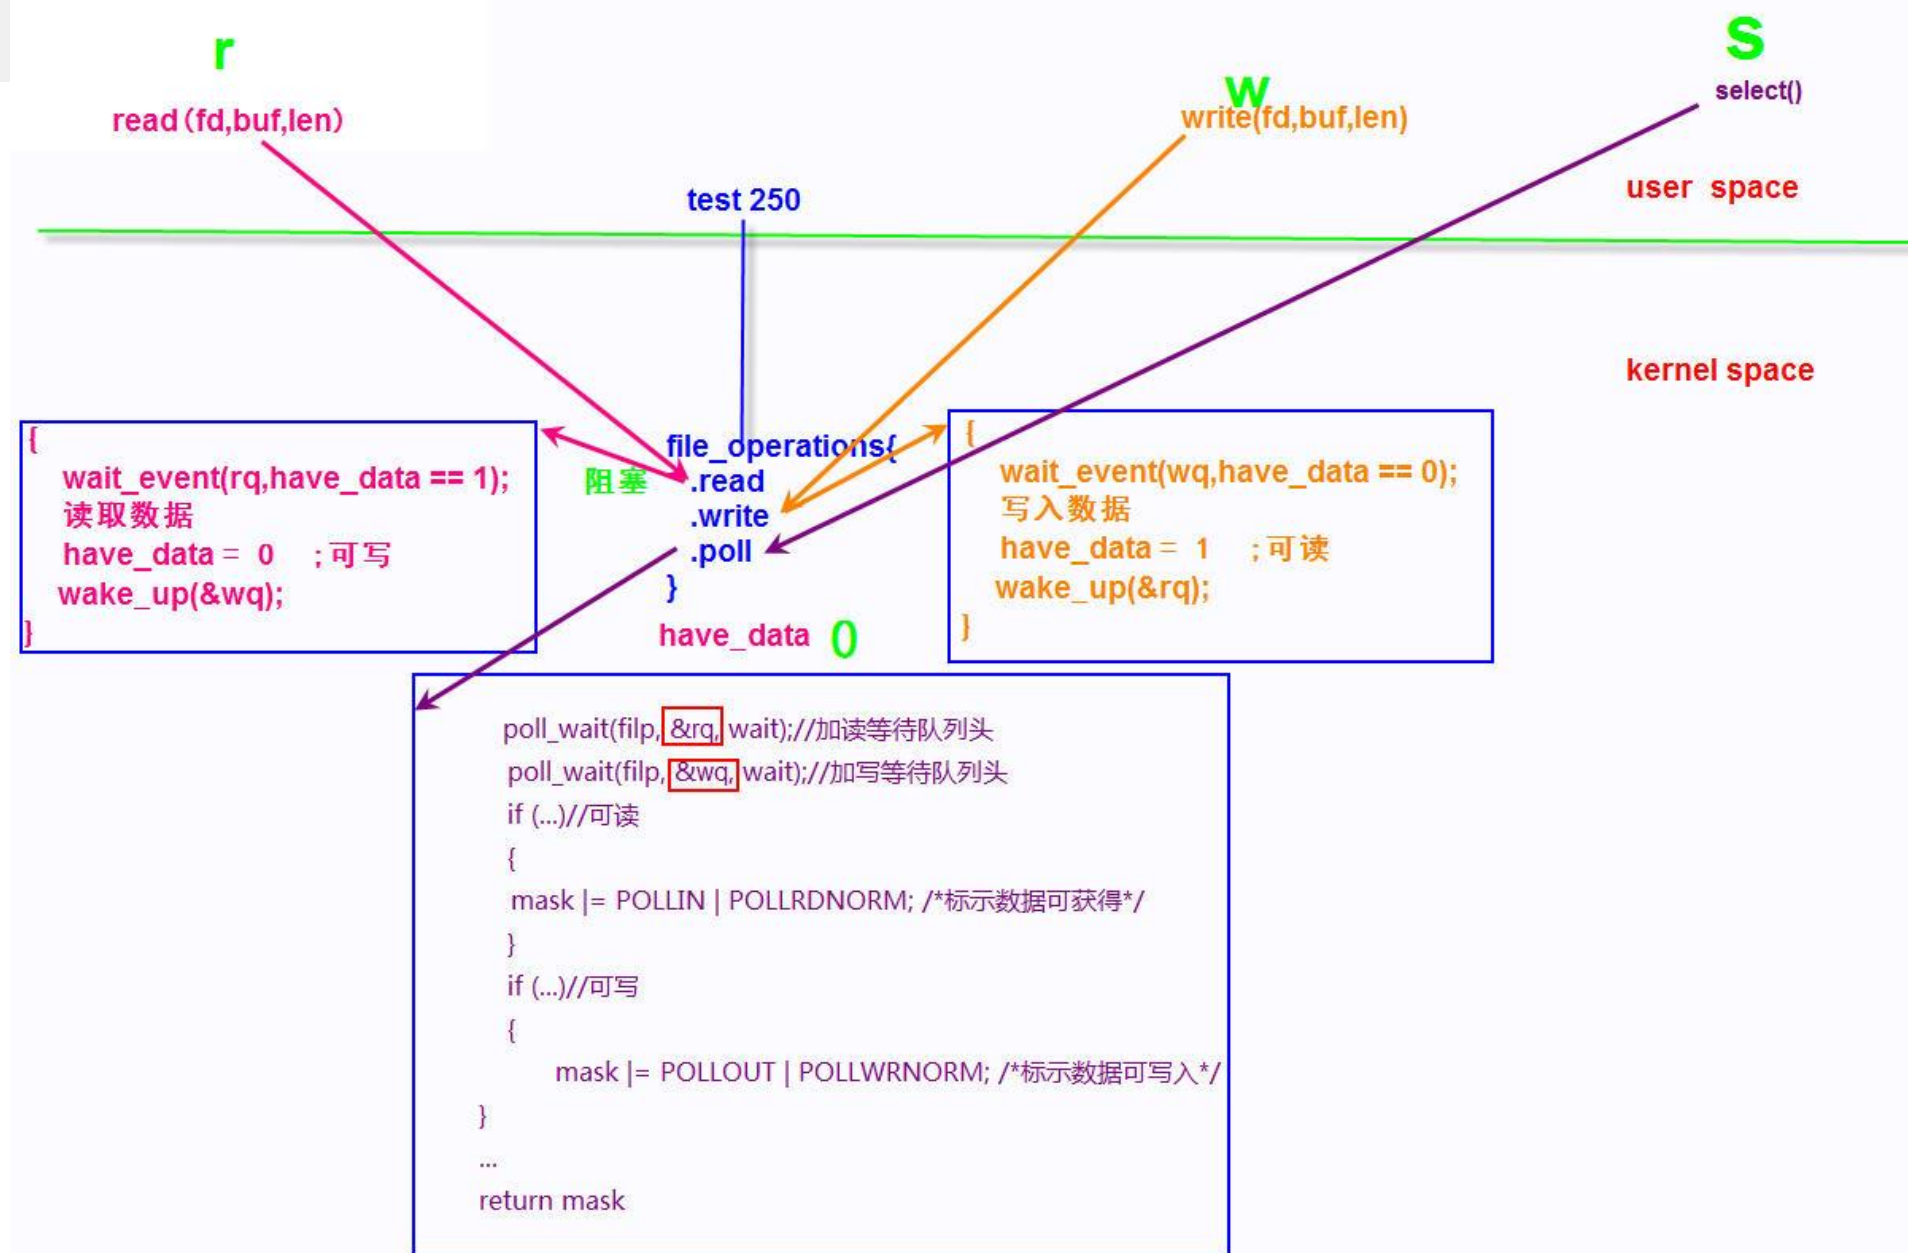 r
read（fd,buf,len）
w
write(fd,buf,len)
S
select()
user space
test 250
kernel space
{
wait_event(rq,have_data == 1);
读取数据
have_data = 0 ;可写
wake_up(&wq);
}
阻塞
file_operations{
.read
.write
.poll
}
have_data 0
{
wait_event(wq,have_data == 0);
写入数据
have_data = 1 ;可读
wake_up(&rq);
}
poll_wait(filp, &rq, wait);//加读等待队列头
poll_wait(filp, &wq, wait);//加写等待队列头
if (...)//可读
{
mask |= POLLIN | POLLRDNORM; /*标示数据可获得*/
}
if (...)//可写
{
mask |= POLLOUT | POLLWRNORM; /*标示数据可写入*/
}
...
return mask